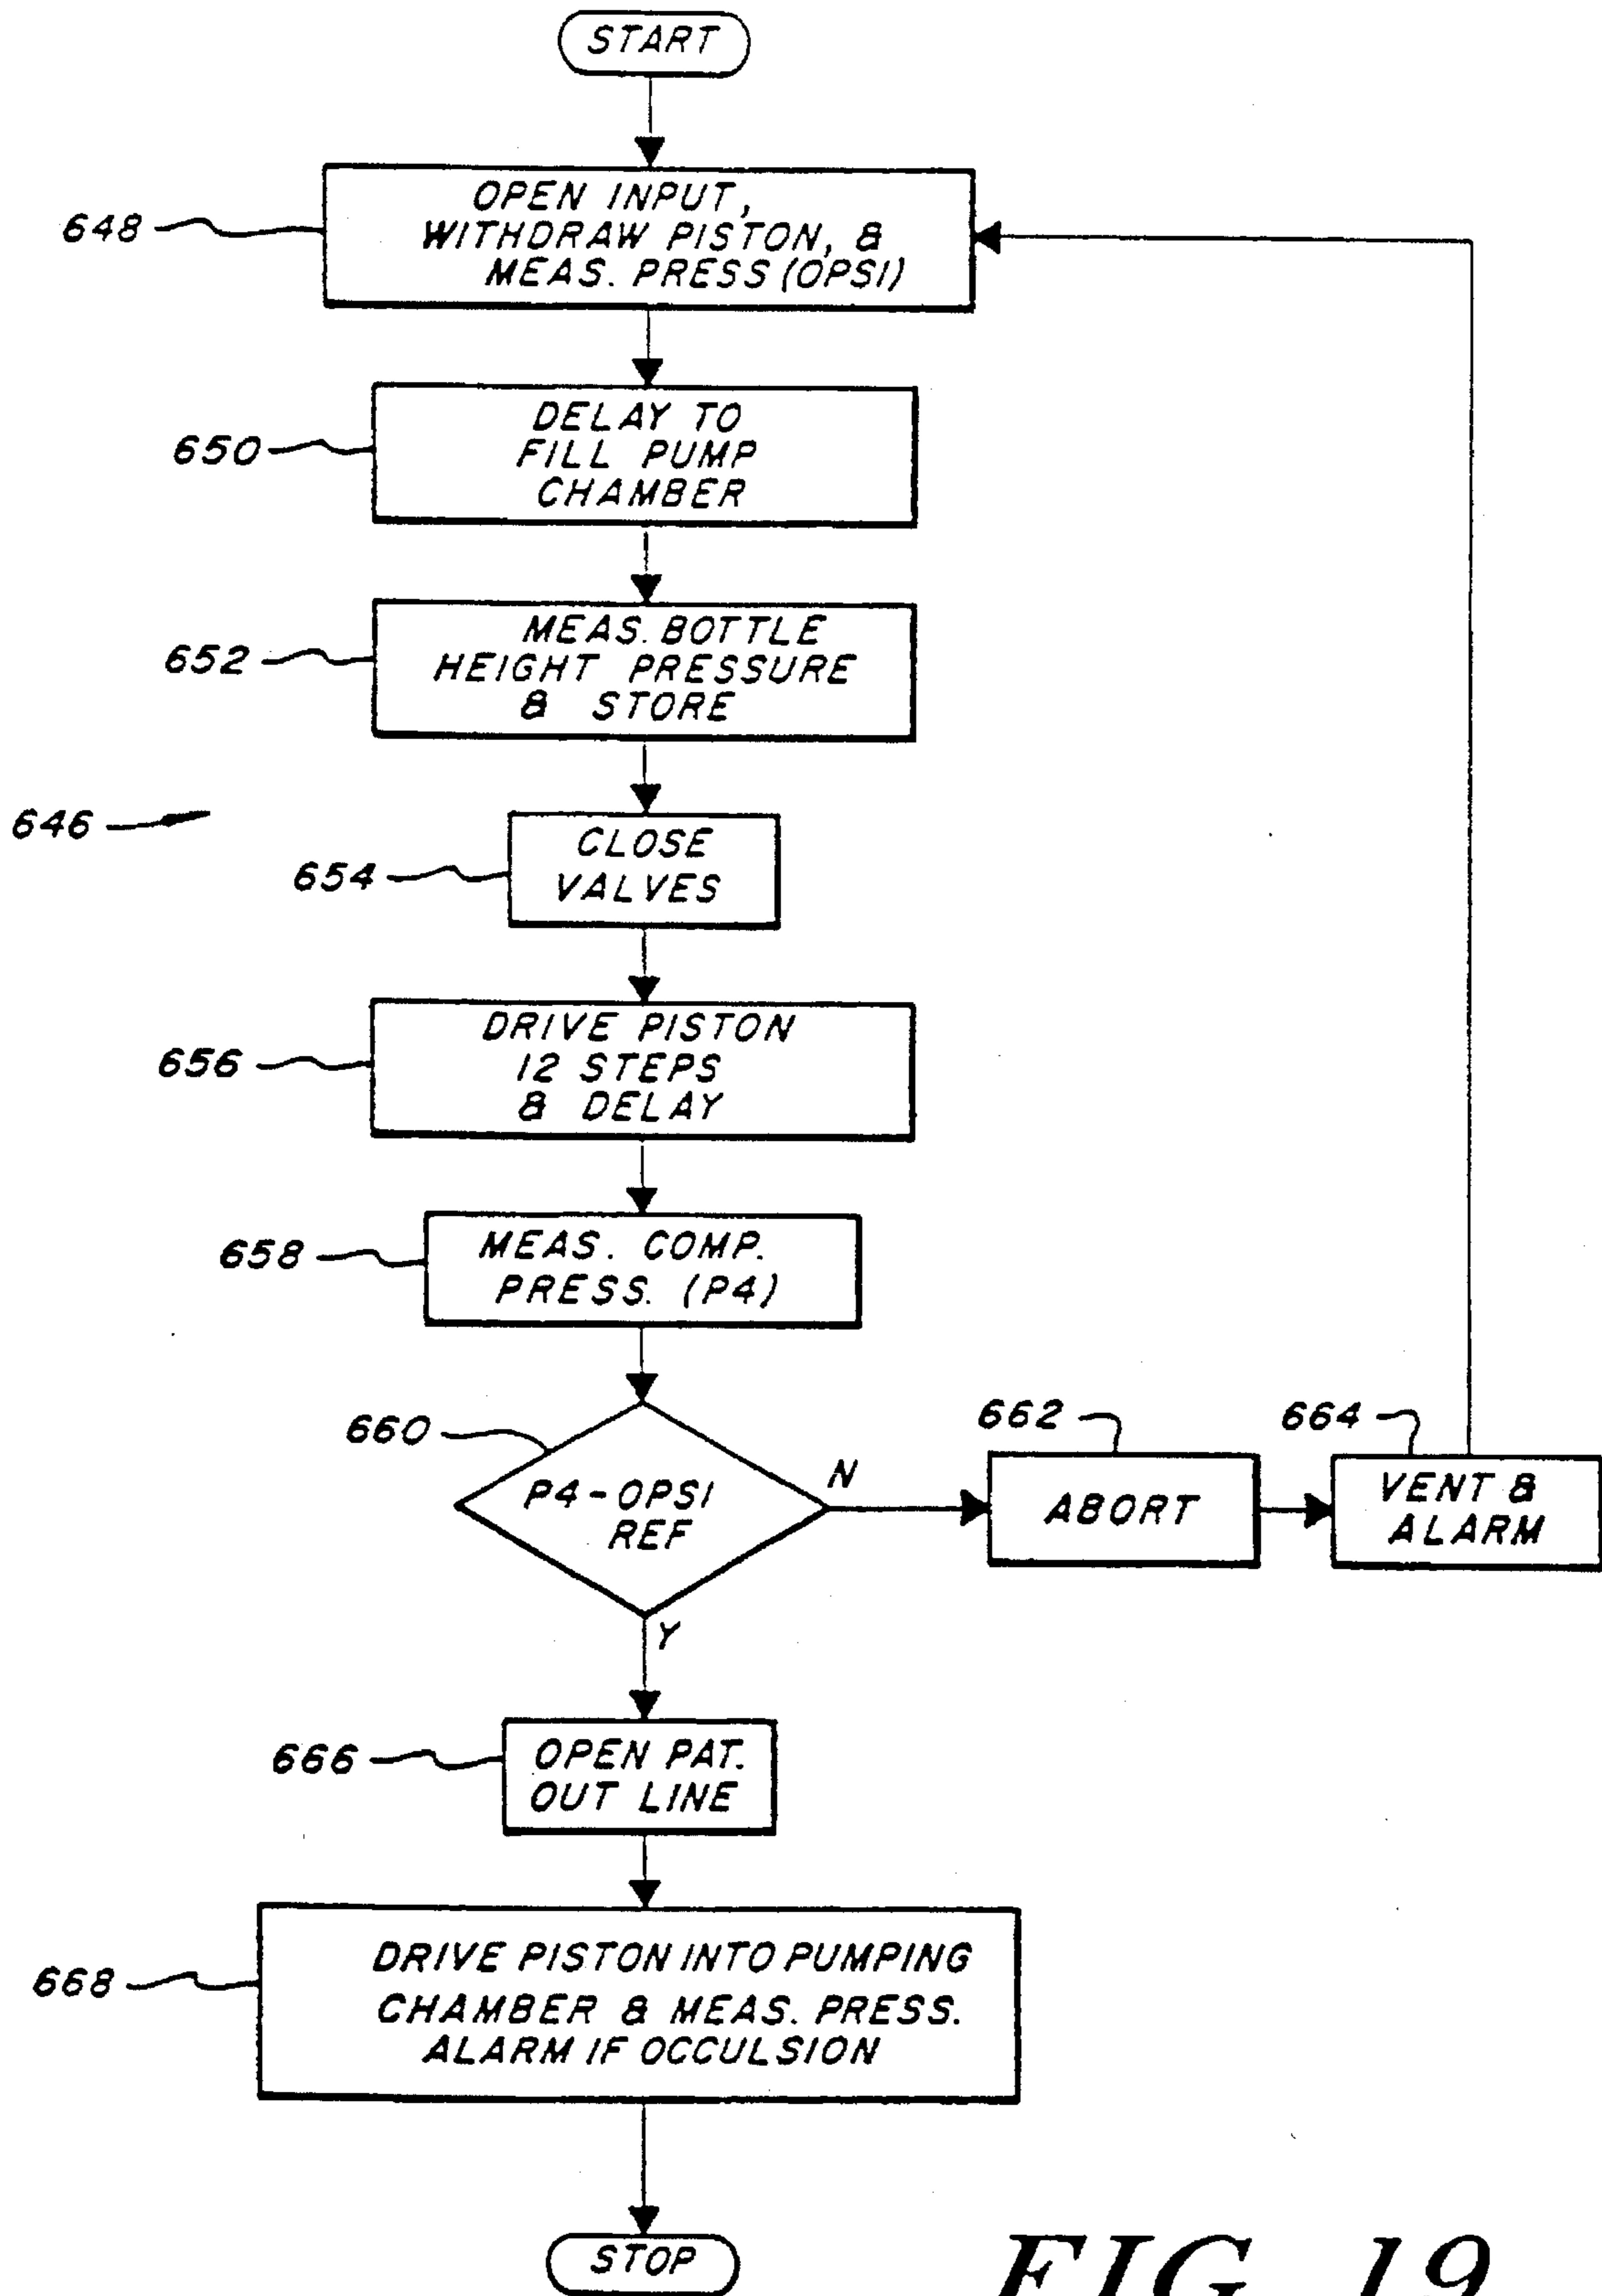 START
648
OPEN INPUT,
WITHDRAW PISTON, &
MEAS. PRESS (OPSI)
650
DELAY TO
FILL PUMP
CHAMBER
652
MEAS. BOTTLE
HEIGHT PRESSURE
& STORE
646
654
CLOSE
VALVES
656
DRIVE PISTON
12 STEPS
& DELAY
658
MEAS. COMP.
PRESS. (P4)
660
P4-OPSI
REF
N
662
ABORT
664
VENT &
ALARM
Y
666
OPEN PAT.
OUT LINE
668
DRIVE PISTON INTO PUMPING
CHAMBER & MEAS. PRESS.
ALARM IF OCCULSION
STOP
FIG. 19